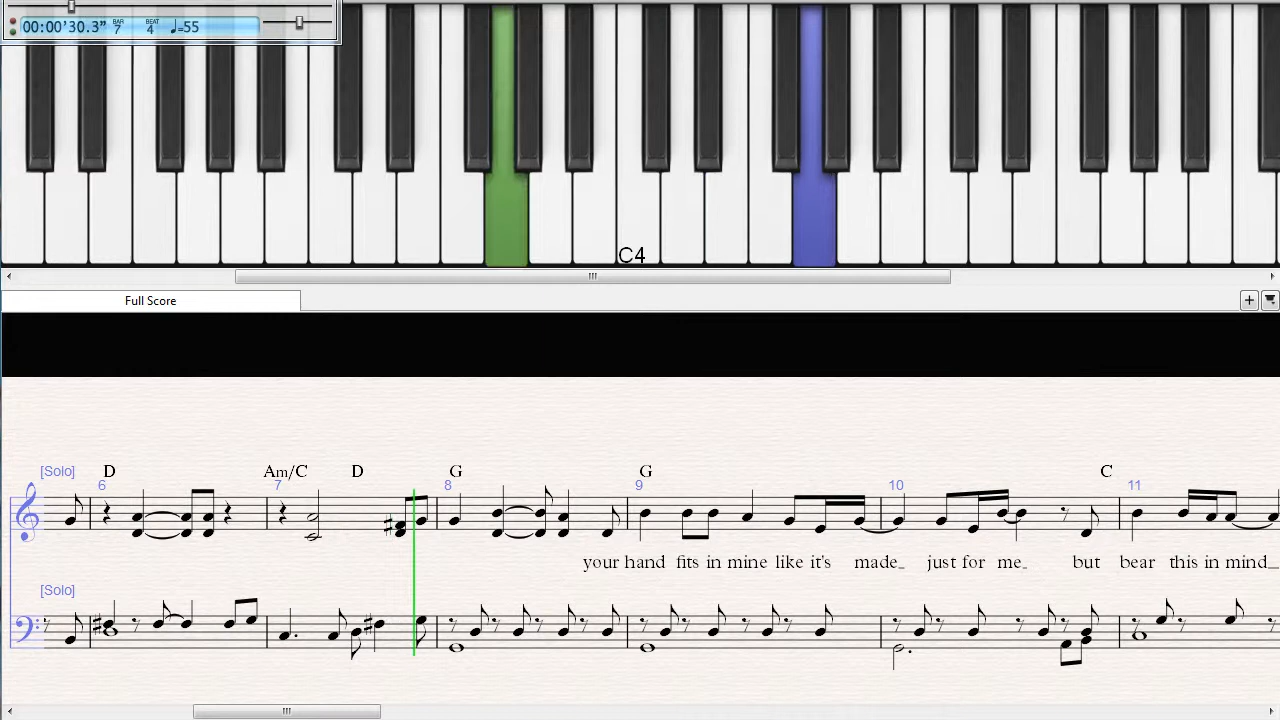 BAR BEAT
00:00'30.3" 7 4 ♩=55
C4
Full Score
+
[Solo] D Am/C D G G C
6 7 8 9 10 11
your hand fits in mine like it's made_ just for me_ but bear this in mind_
[Solo]